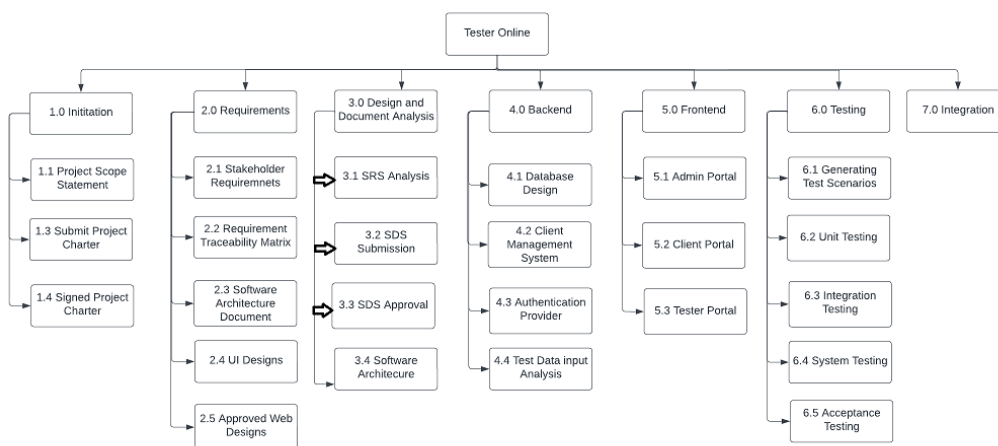 Tester Online
1.0 Inititation
1.1 Project Scope
Statement
1.3 Submit Project
Charter
1.4 Signed Project
Charter
2.0 Requirements
2.1 Stakeholder
Requiremnets
2.2 Requirement
Traceability Matrix
2.3 Software
Architecture
Document
2.4 UI Designs
2.5 Approved Web
Designs
3.0 Design and
Document Analysis
3.1 SRS Analysis
3.2 SDS
Submission
3.3 SDS Approval
3.4 Software
Architecure
4.0 Backend
4.1 Database
Design
4.2 Client
Management
System
4.3 Authentication
Provider
4.4 Test Data input
Analysis
5.0 Frontend
5.1 Admin Portal
5.2 Client Portal
5.3 Tester Portal
6.0 Testing
6.1 Generating
Test Scenarios
6.2 Unit Testing
6.3 Integration
Testing
6.4 System Testing
6.5 Acceptance
Testing
7.0 Integration